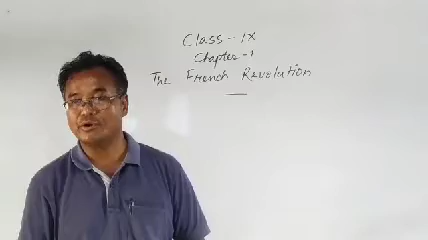 Class - IX
Chapter - 1
The French Revolution